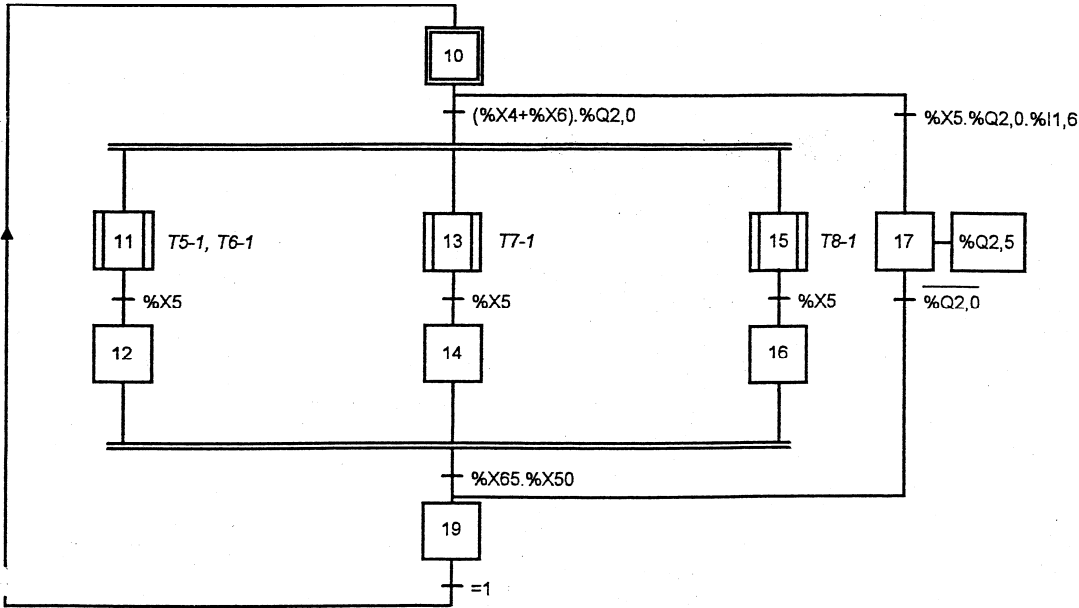 10
(%X4+%X6).%Q2,0
%X5.%Q2,0.%I1,6
11 T5-1, T6-1
13 T7-1
15 T8-1
17 %Q2,5
%X5
%X5
%X5
%Q2,0
12
14
16
%X65.%X50
19
=1